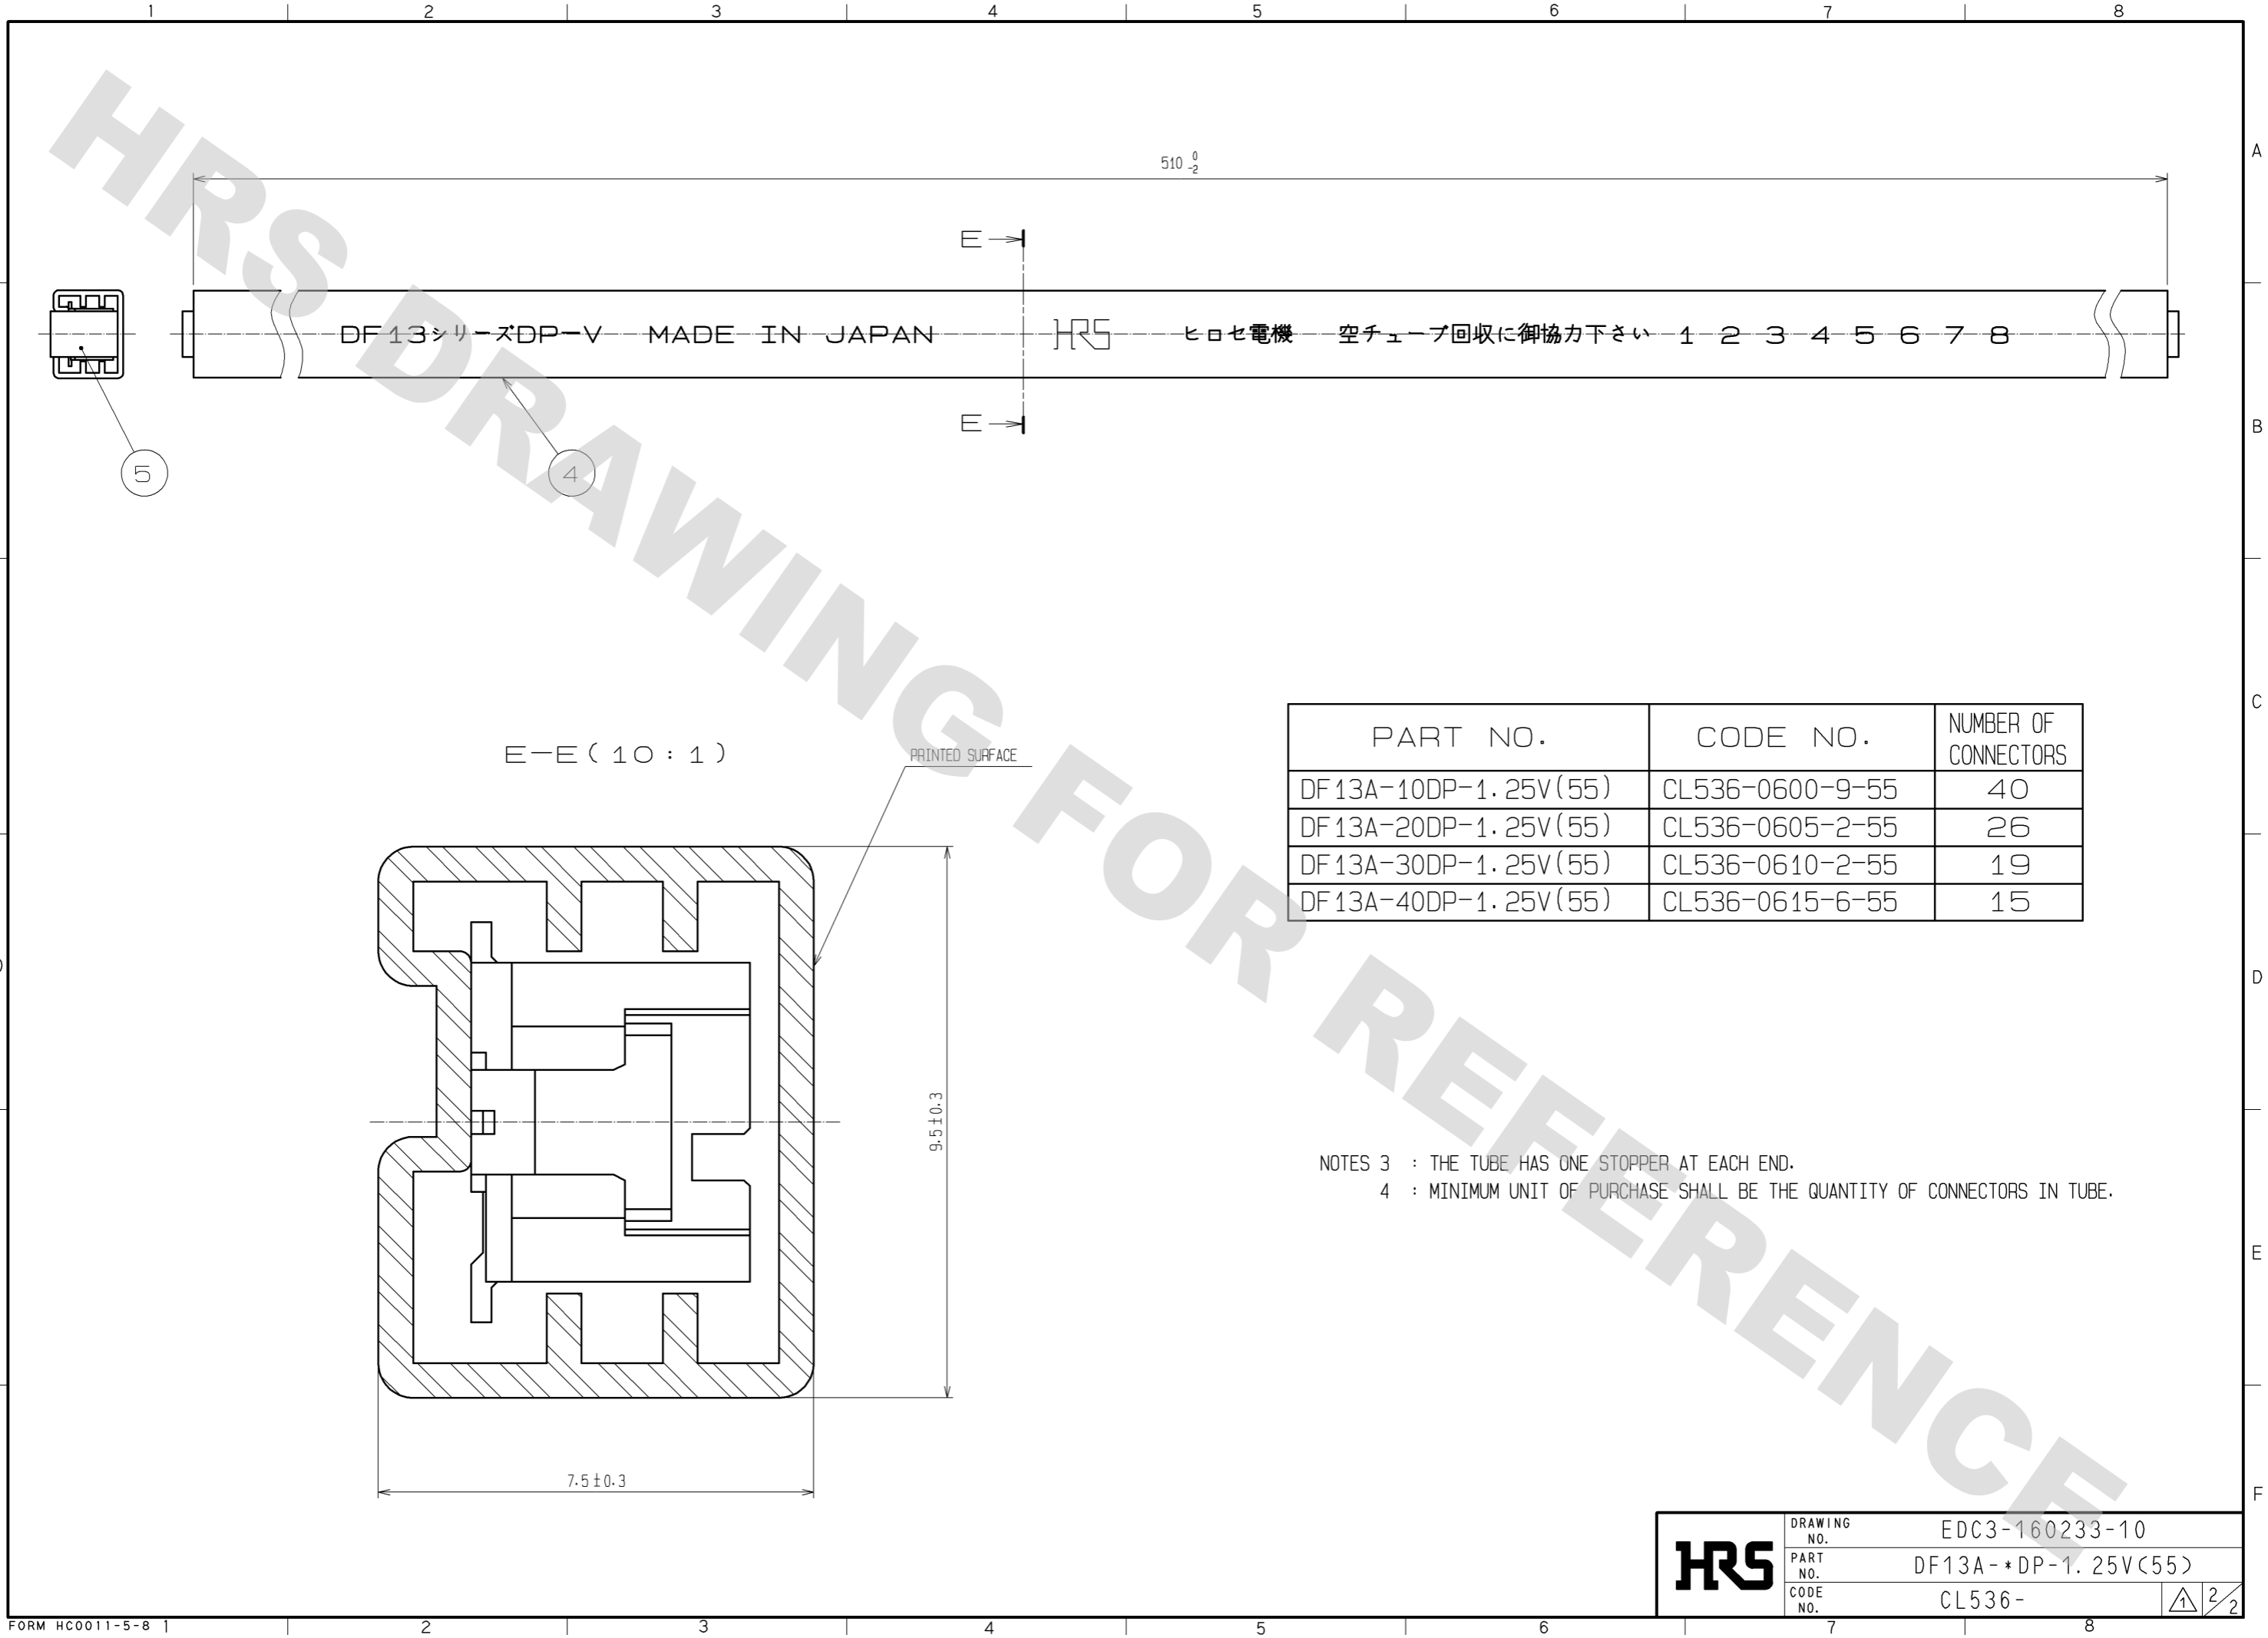 1 2 3 4 5 6 7 8
A
510 0 -2
E
DF13シリーズDP-V MADE IN JAPAN HRS ヒロセ電機 空チューブ回収に御協力下さい 1 2 3 4 5 6 7 8
E
B
5 4
C
E-E(10:1)
PRINTED SURFACE
PART NO. CODE NO. NUMBER OF CONNECTORS
DF13A-10DP-1.25V(55) CL536-0600-9-55 40
DF13A-20DP-1.25V(55) CL536-0605-2-55 26
DF13A-30DP-1.25V(55) CL536-0610-2-55 19
DF13A-40DP-1.25V(55) CL536-0615-6-55 15
D
9.5±0.3
NOTES 3 : THE TUBE HAS ONE STOPPER AT EACH END.
4 : MINIMUM UNIT OF PURCHASE SHALL BE THE QUANTITY OF CONNECTORS IN TUBE.
E
7.5±0.3
F
HRS DRAWING FOR REFERENCE
HRS
DRAWING NO. EDC3-160233-10
PART NO. DF13A-*DP-1.25V(55)
CODE NO. CL536- 1 2/2
FORM HC0011-5-8 1 2 3 4 5 6 7 8